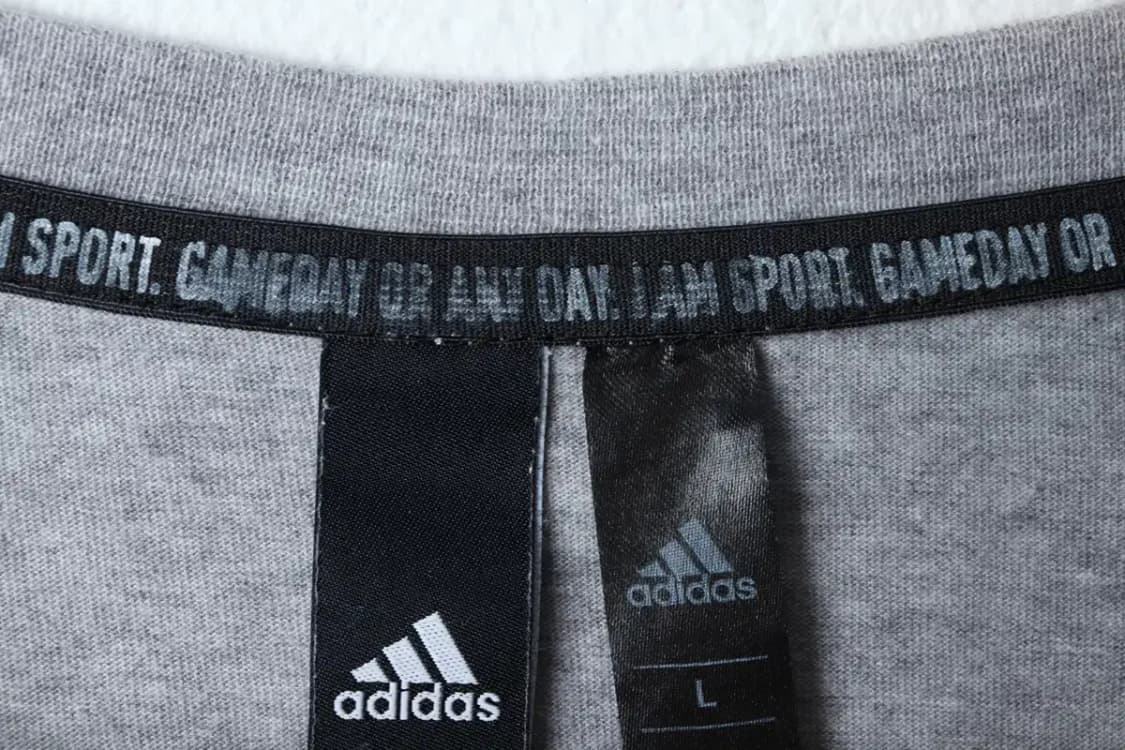 M SPORT. GAMEDAY OR ANY DAY. I AM SPORT. GAMEDAY OR
adidas
adidas
L